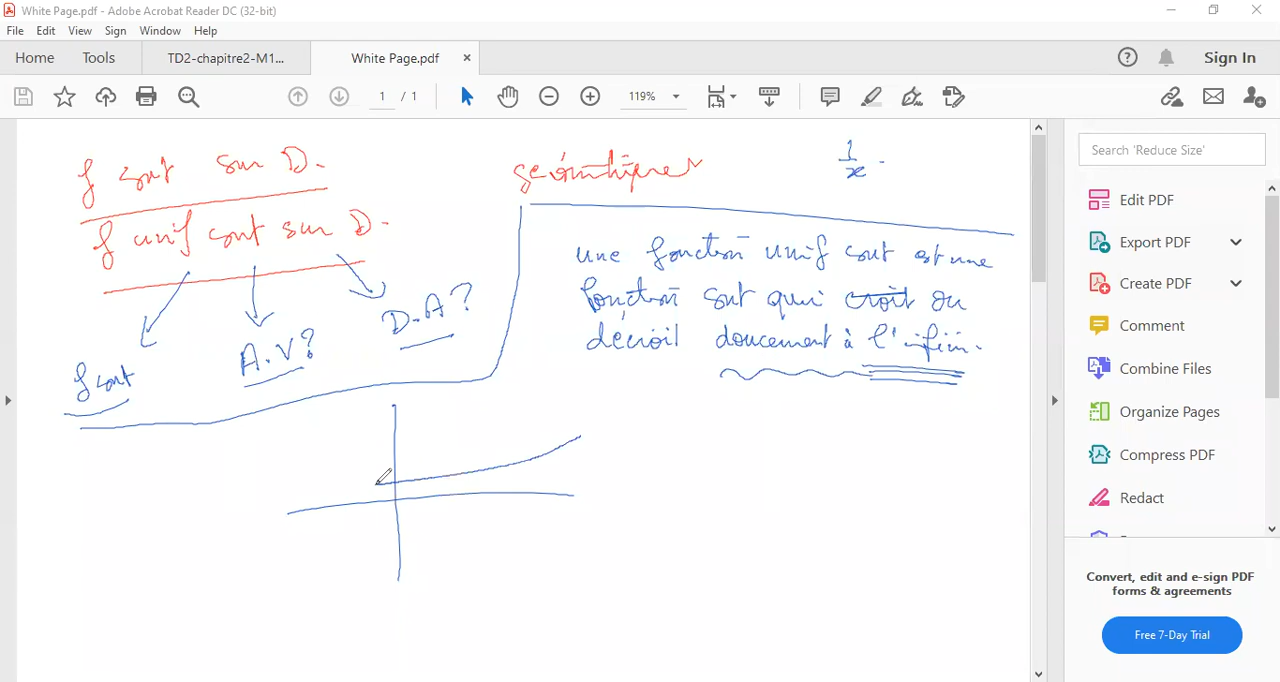 White Page.pdf - Adobe Acrobat Reader DC (32-bit)
File Edit View Sign Window Help
Home Tools TD2-chapitre2-M1... White Page.pdf × Sign In
1 / 1 119%
f cont sur D.
f unif cont sur D.
f cont
A.V?
D.A?
1/x
une fonction unif cont est une
fonction cont qui croit ou
décroit doucement à l'infini.
Search 'Reduce Size'
Edit PDF
Export PDF
Create PDF
Comment
Combine Files
Organize Pages
Compress PDF
Redact
Convert, edit and e-sign PDF
forms & agreements
Free 7-Day Trial